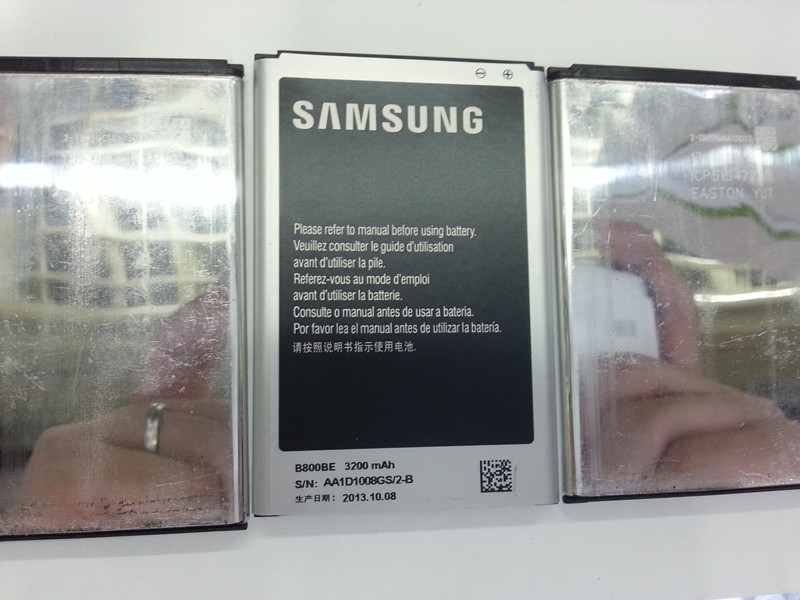 SAMSUNG
Please refer to manual before using battery.
Veuillez consulter le guide d'utilisation
avant d'utiliser la pile.
Referez-vous au mode d'emploi
avant d'utiliser la batterie.
Consulte o manual antes de usar a bateria.
Por favor lea el manual antes de utilizar la batería.
请按照说明书指示使用电池.
B800BE 3200 mAh
S/N: AA1D1008GS/2-B
生产日期: 2013.10.08
EASTON YJT